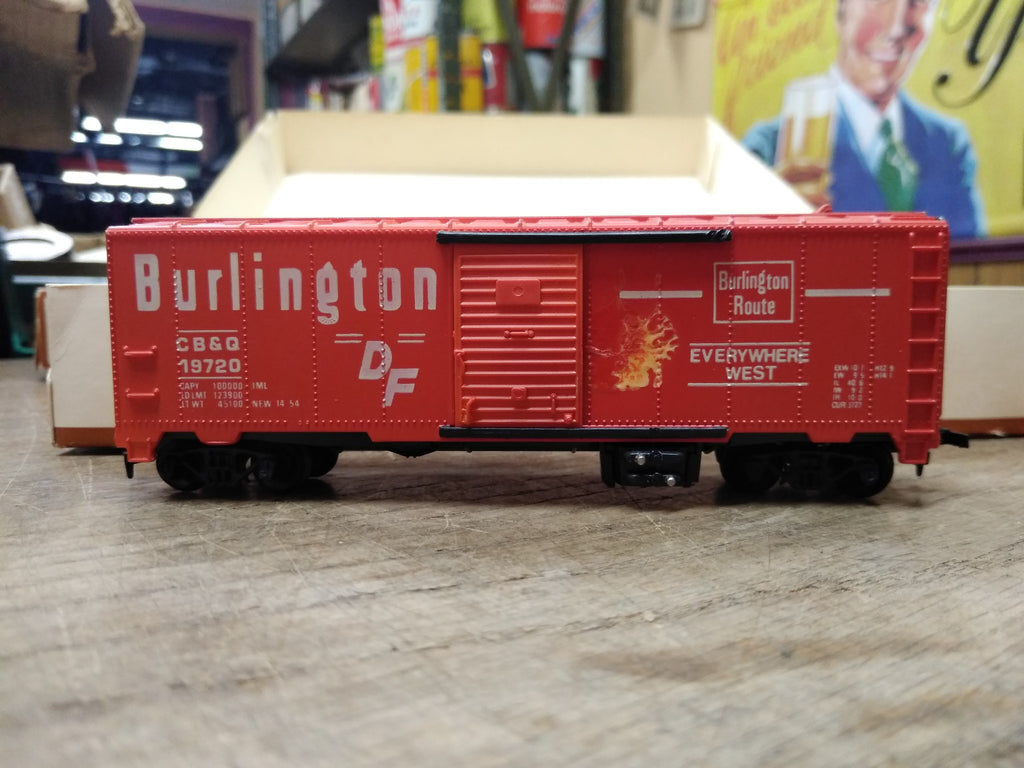 Burlington
CB&Q
19720
CAPY 100000
LD LMT 123900
LT WT 45100 NEW 14 54
DF
Burlington
Route
EVERYWHERE
WEST